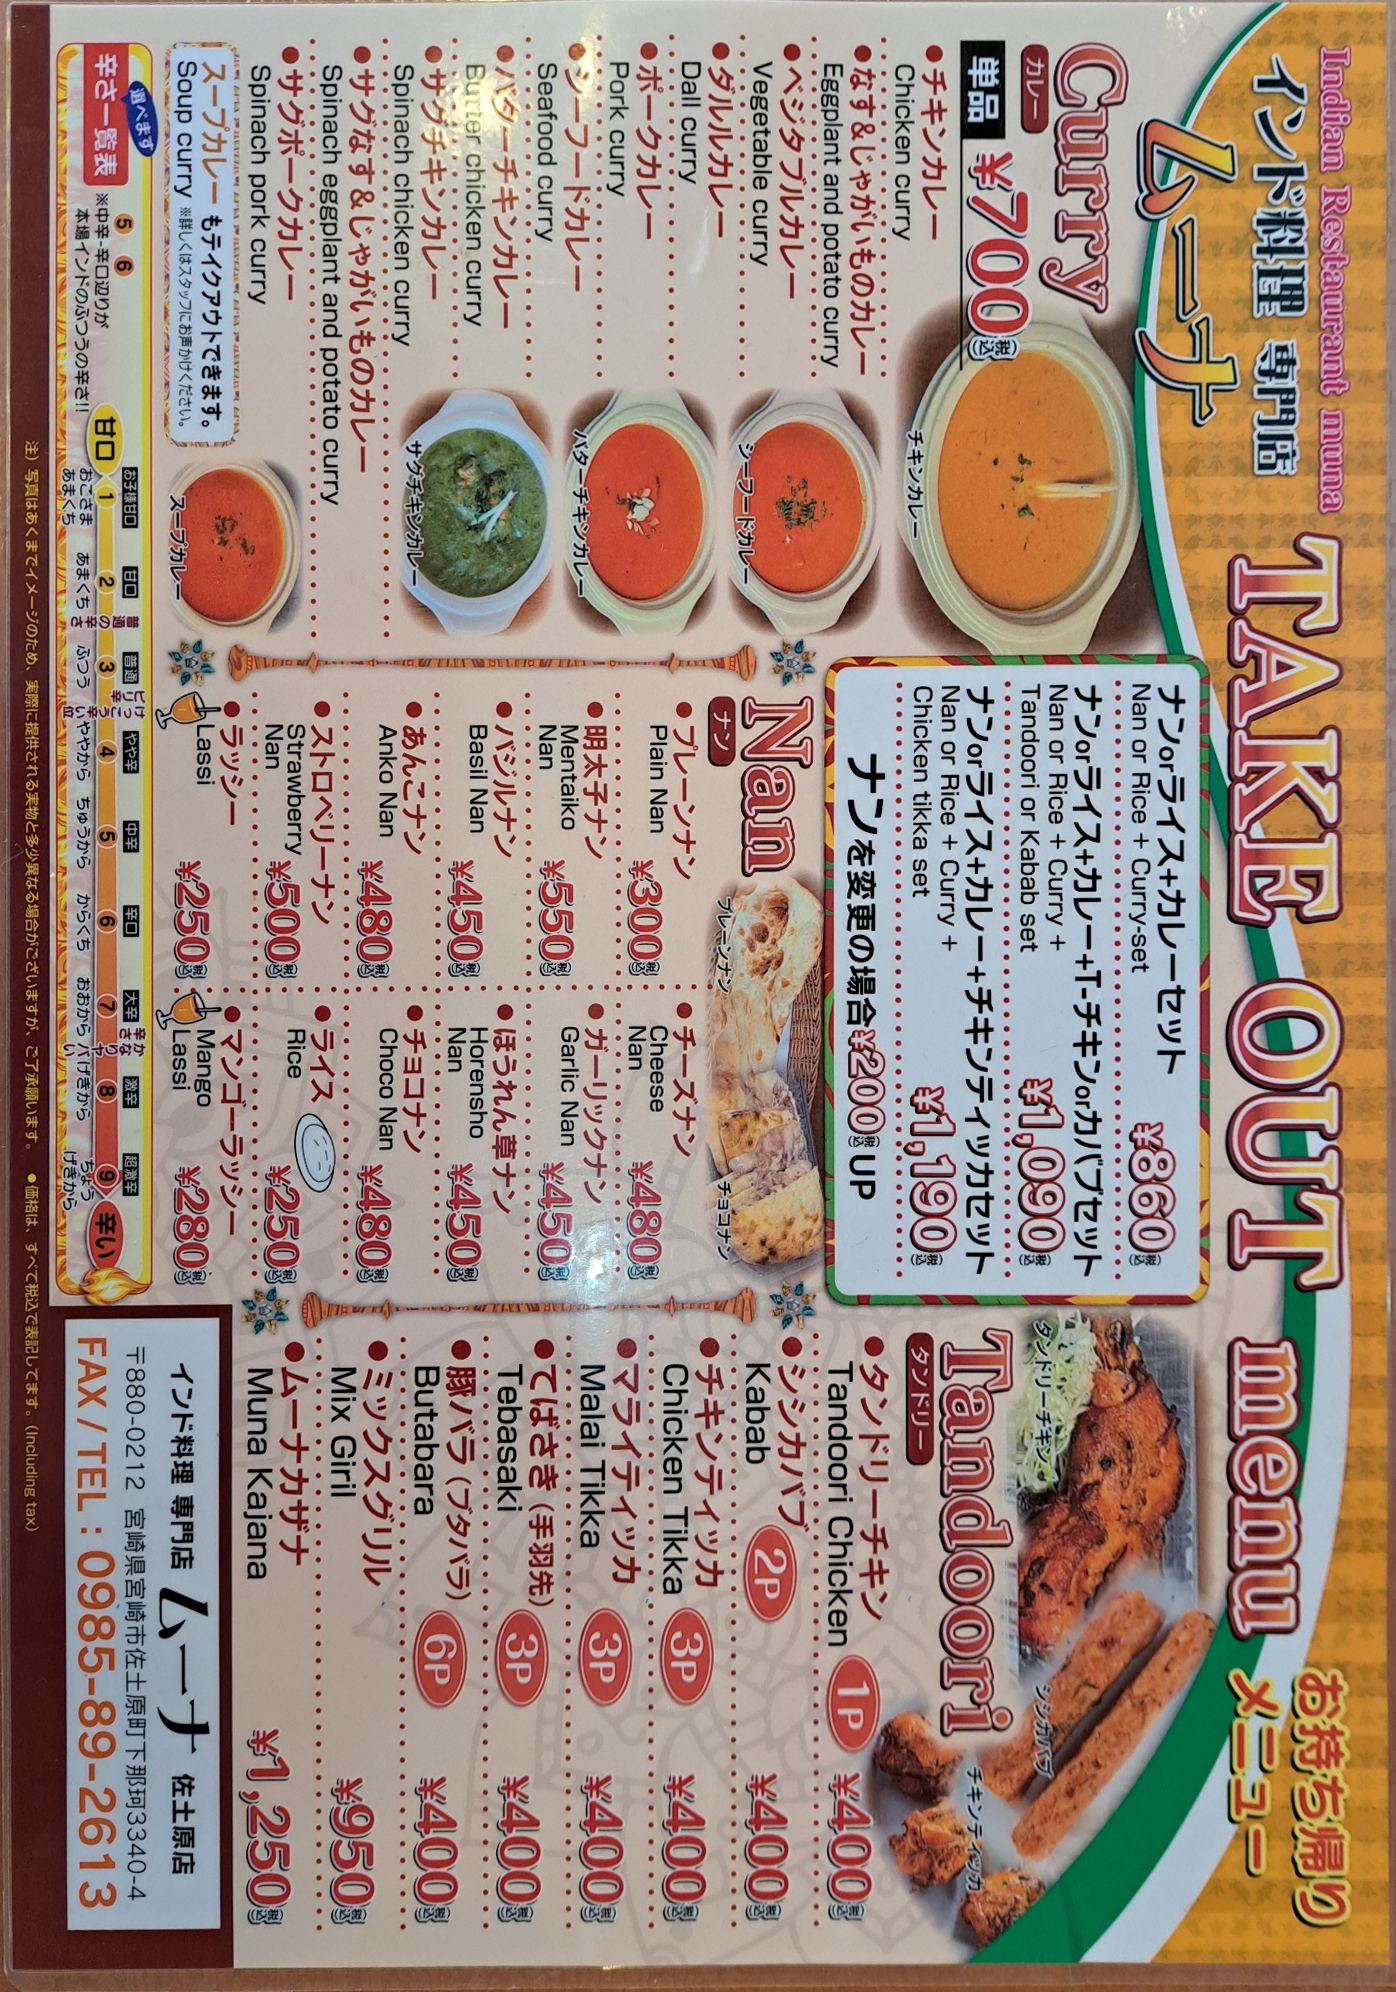 Indian Restaurant muna
インド料理 専門店
ムーナ
TAKE OUT menu
お持ち帰り
メニュー
Curry
カレー
単品 ¥700(税込)
チキンカレー
●チキンカレー
Chicken curry
●なす&じゃがいものカレー
Eggplant and potato curry
●ベジタブルカレー
Vegetable curry
シーフードカレー
●ダルルカレー
Dall curry
●ポークカレー
Pork curry
●シーフードカレー
Seafood curry
バターチキンカレー
●バターチキンカレー
Butter chicken curry
●サグチキンカレー
Spinach chicken curry
サグチキンカレー
●サグなす&じゃがいものカレー
Spinach eggplant and potato curry
●サグポークカレー
Spinach pork curry
スープカレー もテイクアウトできます。
Soup curry ※詳しくはスタッフにお声かけください。
スープカレー
ナンorライス+カレーセット
Nan or Rice + Curry-set
¥860(税込)
ナンorライス+カレー+T-チキンorカバブセット
Nan or Rice + Curry +
Tandoori or Kabab set
¥1,090(税込)
ナンorライス+カレー+チキンティッカセット
Nan or Rice + Curry +
Chicken tikka set
¥1,190(税込)
ナンを変更の場合¥200(税込)UP
Nan
ナン
プレーンナン
チョコナン
●プレーンナン
Plain Nan
¥300(税込)
●チーズナン
Cheese
Nan
¥480(税込)
●明太子ナン
Mentaiko
Nan
¥550(税込)
●ガーリックナン
Garlic Nan
¥450(税込)
●バジルナン
Basil Nan
¥450(税込)
●ほうれん草ナン
Horensho
Nan
¥450(税込)
●あんこナン
Anko Nan
¥480(税込)
●チョコナン
Choco Nan
¥480(税込)
●ストロベリーナン
Strawberry
Nan
¥500(税込)
●ライス
Rice
¥250(税込)
●ラッシー
Lassi
¥250(税込)
●マンゴーラッシー
Mango
Lassi
¥280(税込)
タンドリーチキン
シシカバブ
チキンティッカ
Tandoori
タンドリー
●タンドリーチキン
Tandoori Chicken
1P
¥400(税込)
●シシカバブ
Kabab
2P
¥400(税込)
●チキンティッカ
Chicken Tikka
3P
¥400(税込)
●マライティッカ
Malai Tikka
3P
¥400(税込)
●てばさき(手羽先)
Tebasaki
3P
¥400(税込)
●豚バラ(ブタバラ)
Butabara
6P
¥400(税込)
●ミックスグリル
Mix Giril
¥950(税込)
●ムーナカザナ
Muna Kajana
¥1,250(税込)
選べます
辛さ一覧表
⑤ ⑥
※中辛-辛口辺りが
本場インドのふつうの辛さ!!
甘口
お子様甘口
1
おこさま
あまくち
甘口
2
あまくち
普通の辛さ
普通
3
ふつう
けっこう辛い位
ピリ辛
やや辛
4
ややから
中辛
5
ちゅうから
辛口
6
からくち
大辛
7
おおから
かなりヤバい
辛さ
激辛
8
げきから
超激辛
9
ちょう
げきから
辛い
インド料理 専門店 ムーナ 佐土原店
〒880-0212 宮崎県宮崎市佐土原町下那珂3340-4
FAX / TEL : 0985-89-2613
注)写真はあくまでイメージのため、実際に提供される実物と多少異なる場合がございますが、ご了承願います。 ●価格は、すべて税込で表記してます。(Including tax)